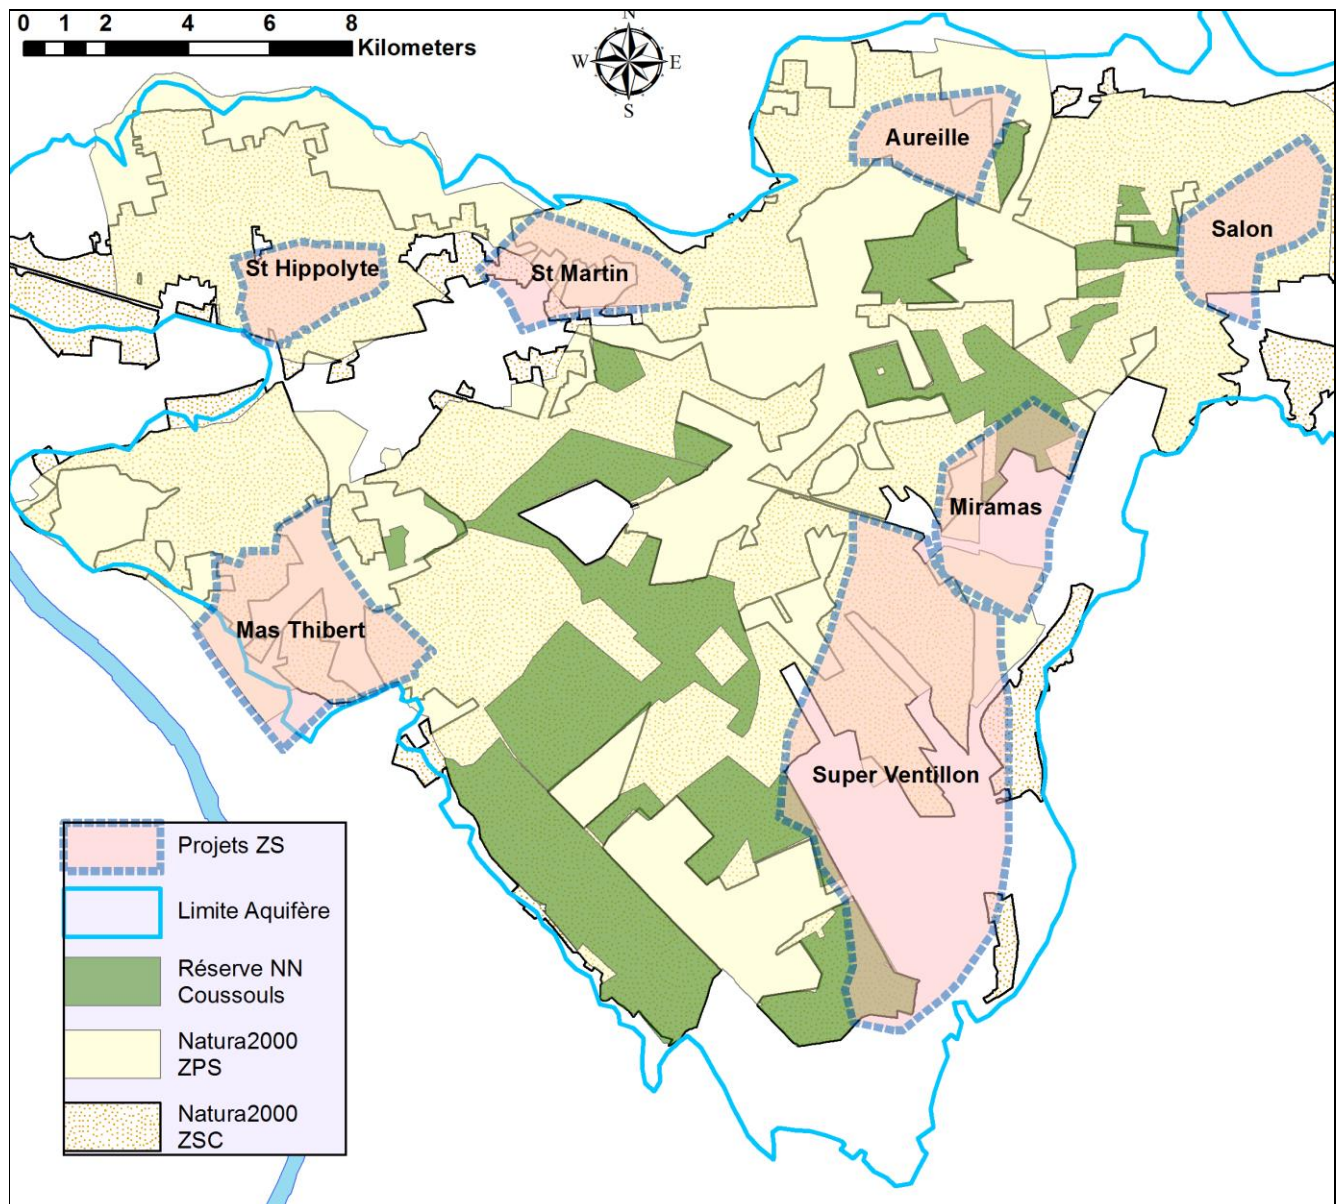 0 1 2 4 6 8
Kilometers
N
W E
S
Aureille
Salon
St Hippolyte
St Martin
Miramas
Mas Thibert
Super Ventillon
Projets ZS
Limite Aquifère
Réserve NN
Coussouls
Natura2000
ZPS
Natura2000
ZSC